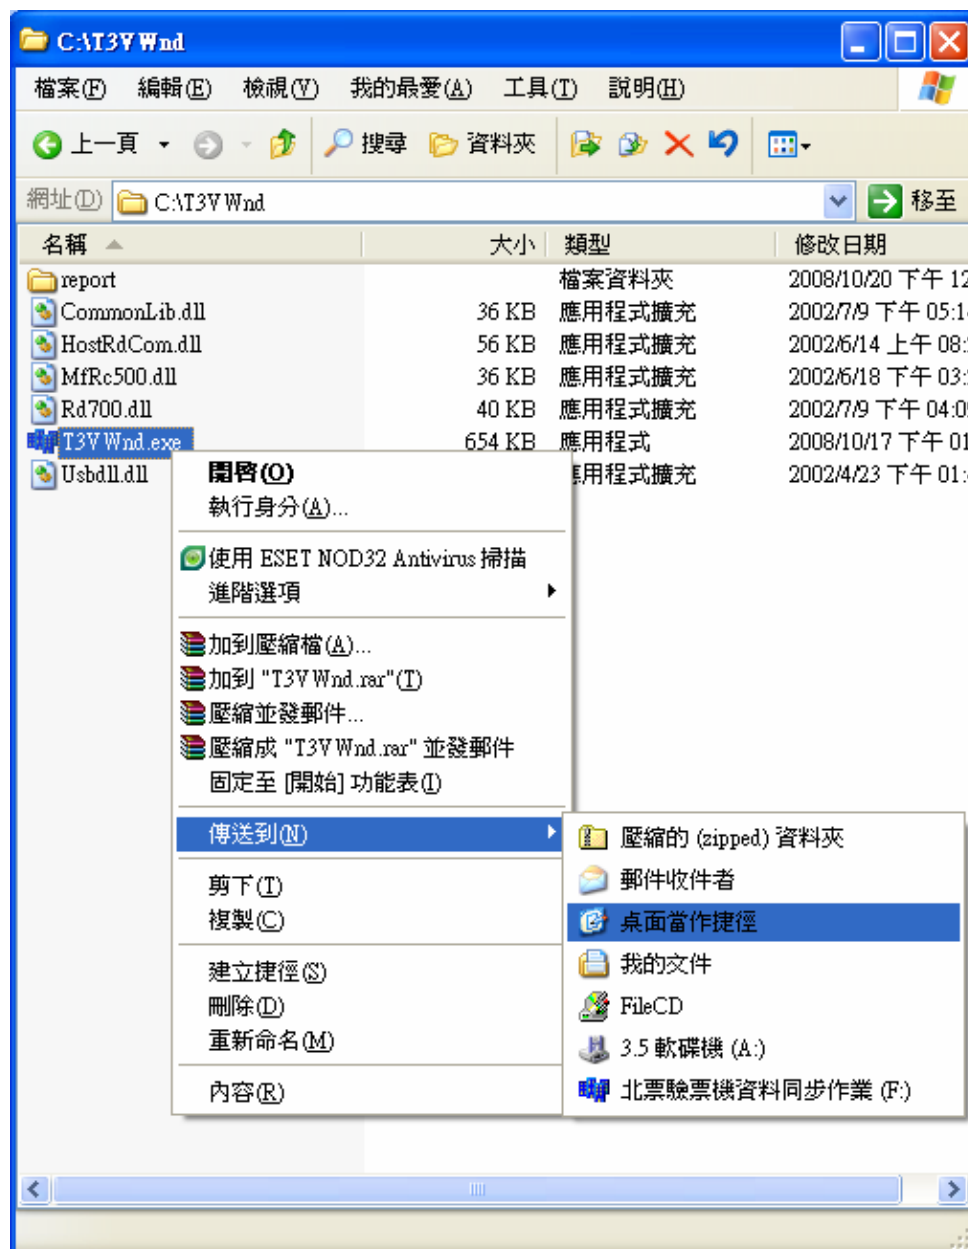 C:\T3VWnd
檔案(F) 編輯(E) 檢視(V) 我的最愛(A) 工具(T) 說明(H)
上一頁 搜尋 資料夾
網址(D) C:\T3VWnd 移至
名稱 大小 類型 修改日期
report 檔案資料夾 2008/10/20 下午 12
CommonLib.dll 36 KB 應用程式擴充 2002/7/9 下午 05:1
HostRdCom.dll 56 KB 應用程式擴充 2002/6/14 上午 08:
MfRc500.dll 36 KB 應用程式擴充 2002/6/18 下午 03:
Rd700.dll 40 KB 應用程式擴充 2002/7/9 下午 04:0
T3VWnd.exe 654 KB 應用程式 2008/10/17 下午 01
Usbdll.dll 應用程式擴充 2002/4/23 下午 01:
開啓(O)
執行身分(A)...
使用 ESET NOD32 Antivirus 掃描
進階選項
加到壓縮檔(A)...
加到 "T3VWnd.rar"(T)
壓縮並發郵件...
壓縮成 "T3VWnd.rar" 並發郵件
固定至 [開始] 功能表(I)
傳送到(N)
剪下(T)
複製(C)
建立捷徑(S)
刪除(D)
重新命名(M)
內容(R)
壓縮的 (zipped) 資料夾
郵件收件者
桌面當作捷徑
我的文件
FileCD
3.5 軟碟機 (A:)
北票驗票機資料同步作業 (F:)